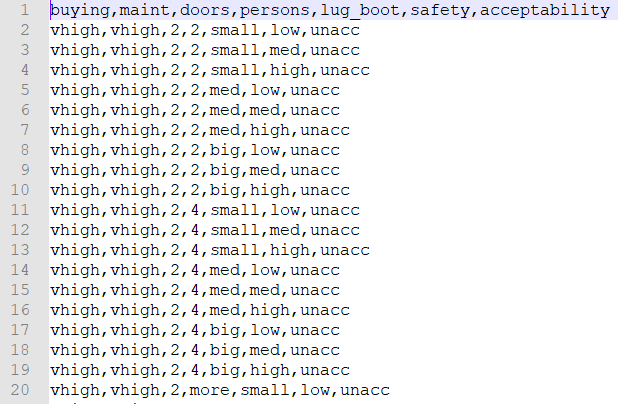 1 buying,maint,doors,persons,lug_boot,safety,acceptability
2 vhigh,vhigh,2,2,small,low,unacc
3 vhigh,vhigh,2,2,small,med,unacc
4 vhigh,vhigh,2,2,small,high,unacc
5 vhigh,vhigh,2,2,med,low,unacc
6 vhigh,vhigh,2,2,med,med,unacc
7 vhigh,vhigh,2,2,med,high,unacc
8 vhigh,vhigh,2,2,big,low,unacc
9 vhigh,vhigh,2,2,big,med,unacc
10 vhigh,vhigh,2,2,big,high,unacc
11 vhigh,vhigh,2,4,small,low,unacc
12 vhigh,vhigh,2,4,small,med,unacc
13 vhigh,vhigh,2,4,small,high,unacc
14 vhigh,vhigh,2,4,med,low,unacc
15 vhigh,vhigh,2,4,med,med,unacc
16 vhigh,vhigh,2,4,med,high,unacc
17 vhigh,vhigh,2,4,big,low,unacc
18 vhigh,vhigh,2,4,big,med,unacc
19 vhigh,vhigh,2,4,big,high,unacc
20 vhigh,vhigh,2,more,small,low,unacc